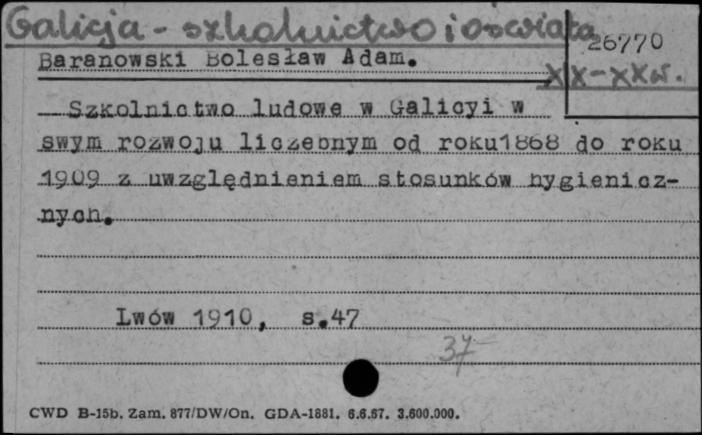 Galicja - szkolnictwo i oświata
26770
Baranowski Bolesław Adam.
XIX-XXw.
Szkolnictwo ludowe w Galicyi w
swym rozwoju liczebnym od roku1868 do roku
1909 z uwzględnieniem stosunków hygienicz-
nych.
Lwów 1910, s.47
37
CWD B-15b. Zam. 877/DW/On. GDA-1881. 6.6.67. 3.600.000.